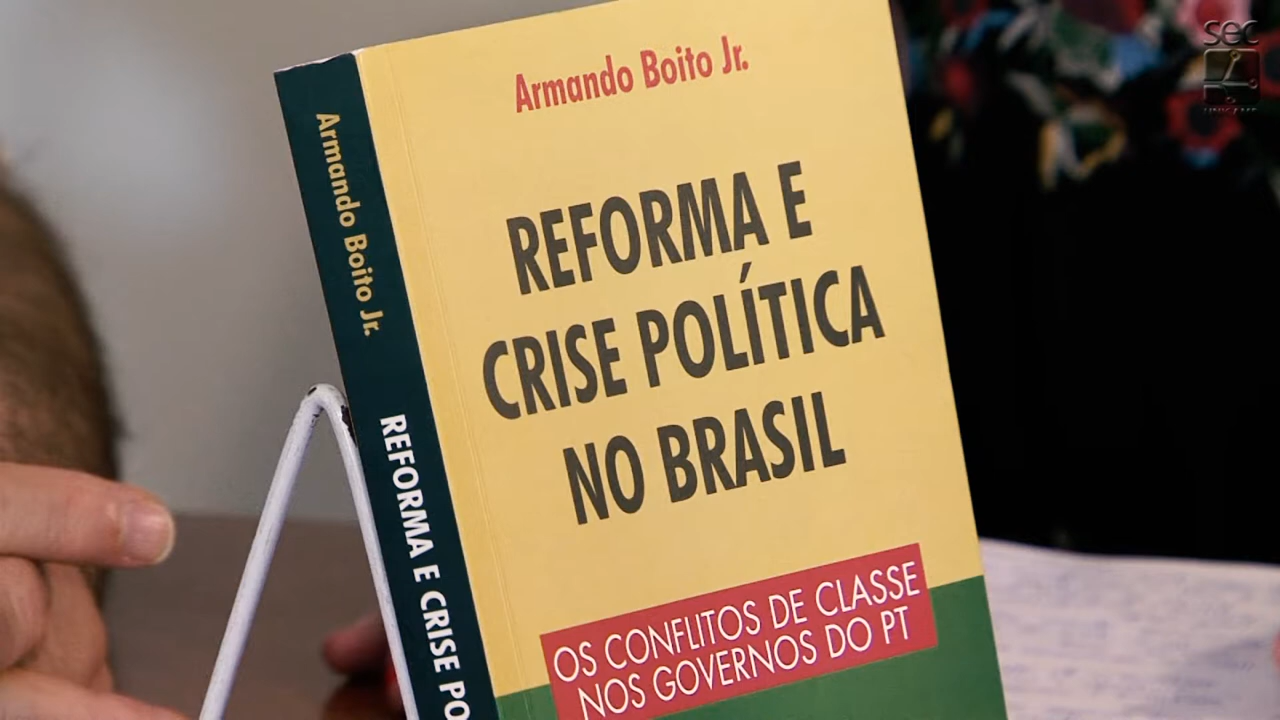 Armando Boito Jr.
REFORMA E
CRISE POLÍTICA
NO BRASIL
OS CONFLITOS DE CLASSE
NOS GOVERNOS DO PT
Armando Boito Jr.
REFORMA E CRISE PO
sec
UNICAMP